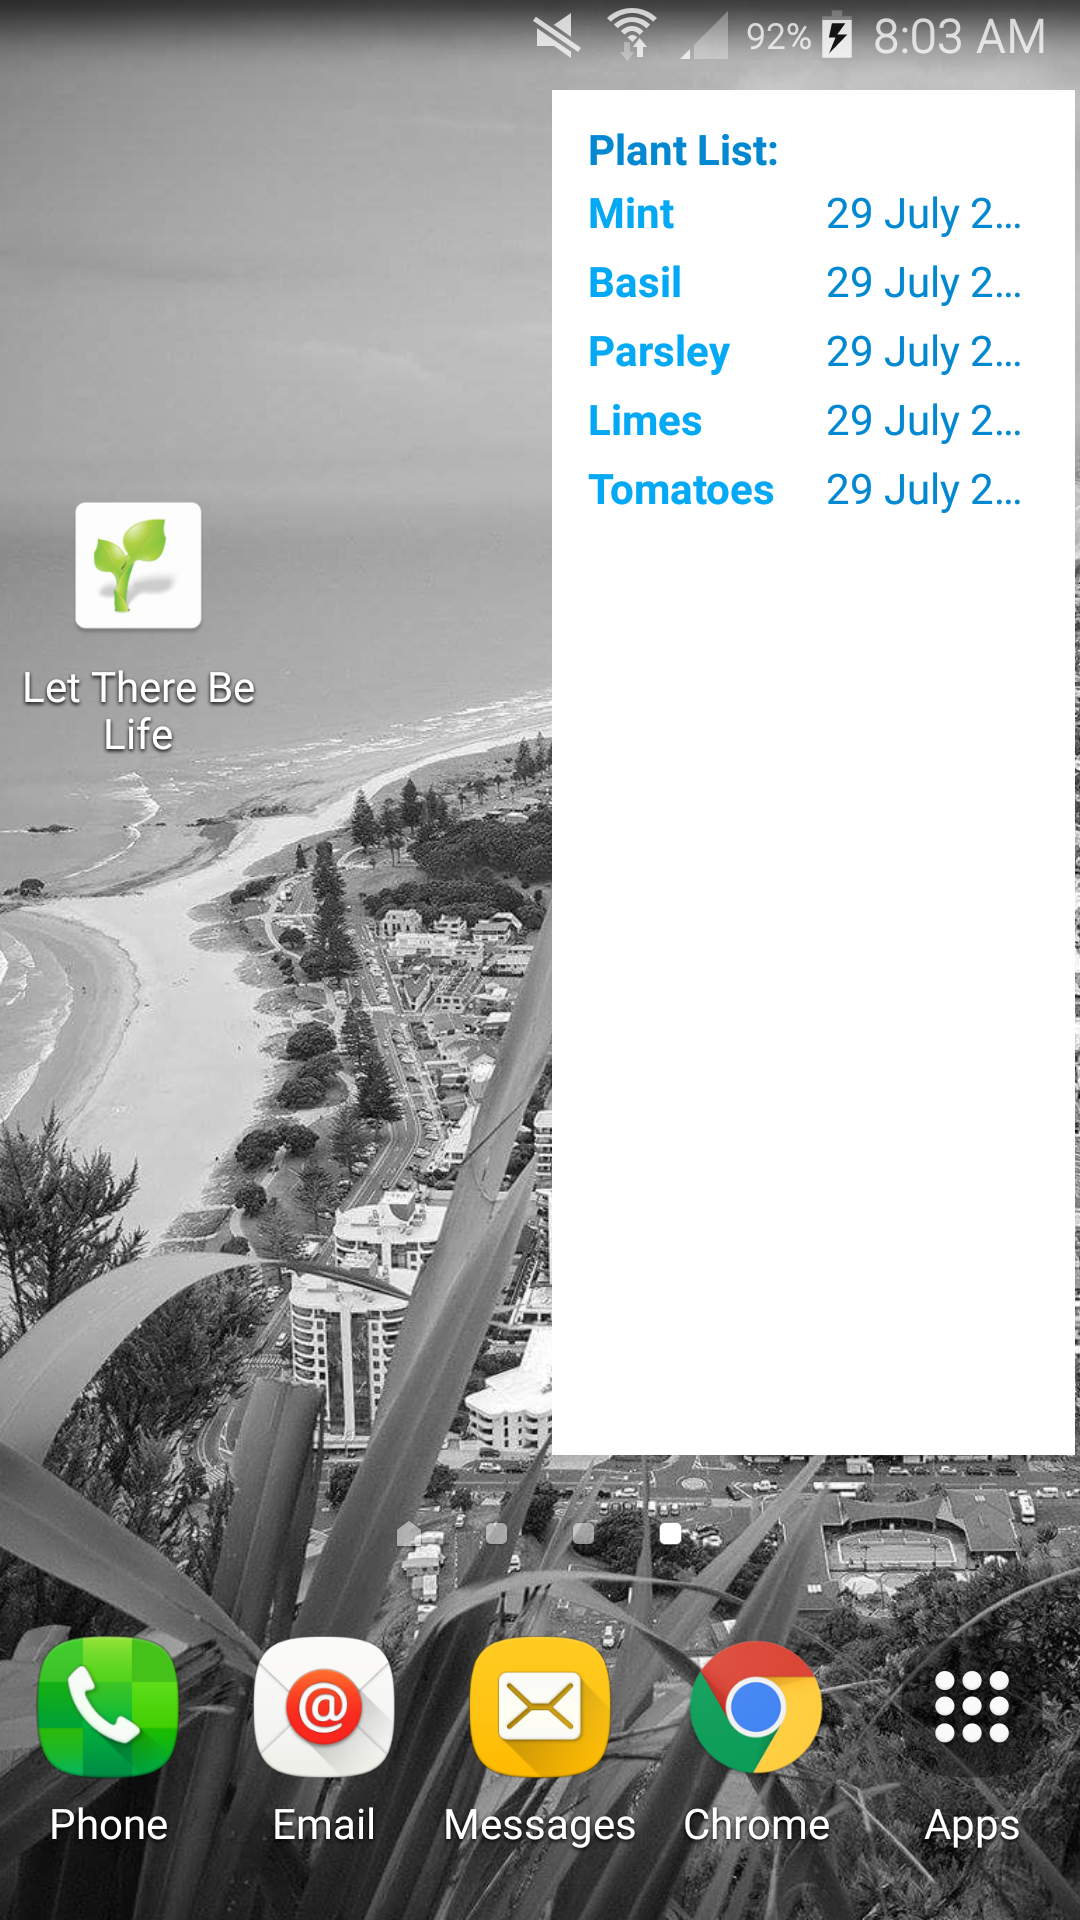 92% 8:03 AM
Plant List:
Mint 29 July 2...
Basil 29 July 2...
Parsley 29 July 2...
Limes 29 July 2...
Tomatoes 29 July 2...
Let There Be
Life
@
Phone Email Messages Chrome Apps